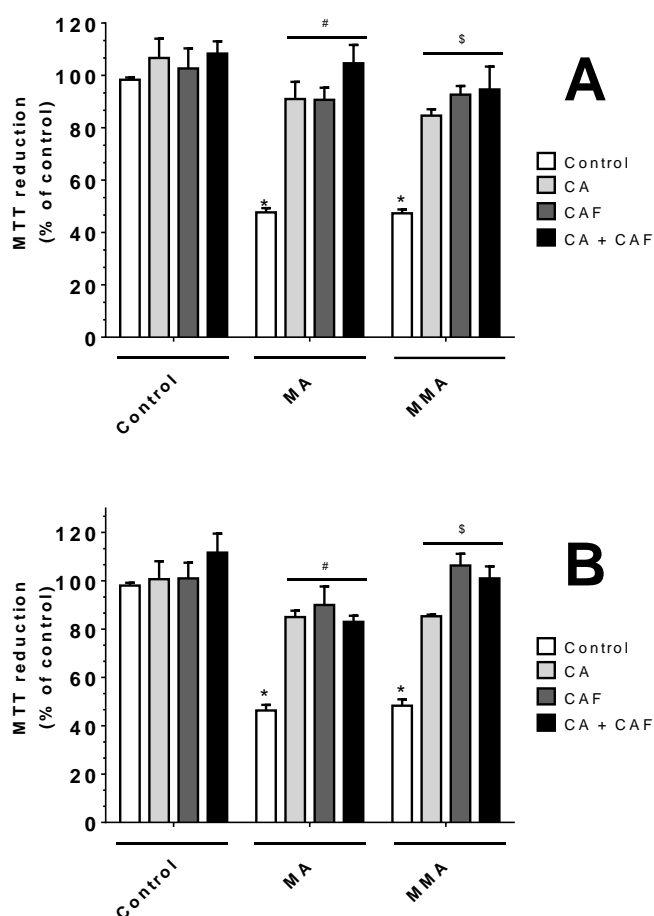 120
100
80
60
40
20
0
MTT reduction
(% of control)
#
$
*
*
A
Control
CA
CAF
CA + CAF
Control
MA
MMA
120
100
80
60
40
20
0
MTT reduction
(% of control)
#
$
*
*
B
Control
CA
CAF
CA + CAF
Control
MA
MMA